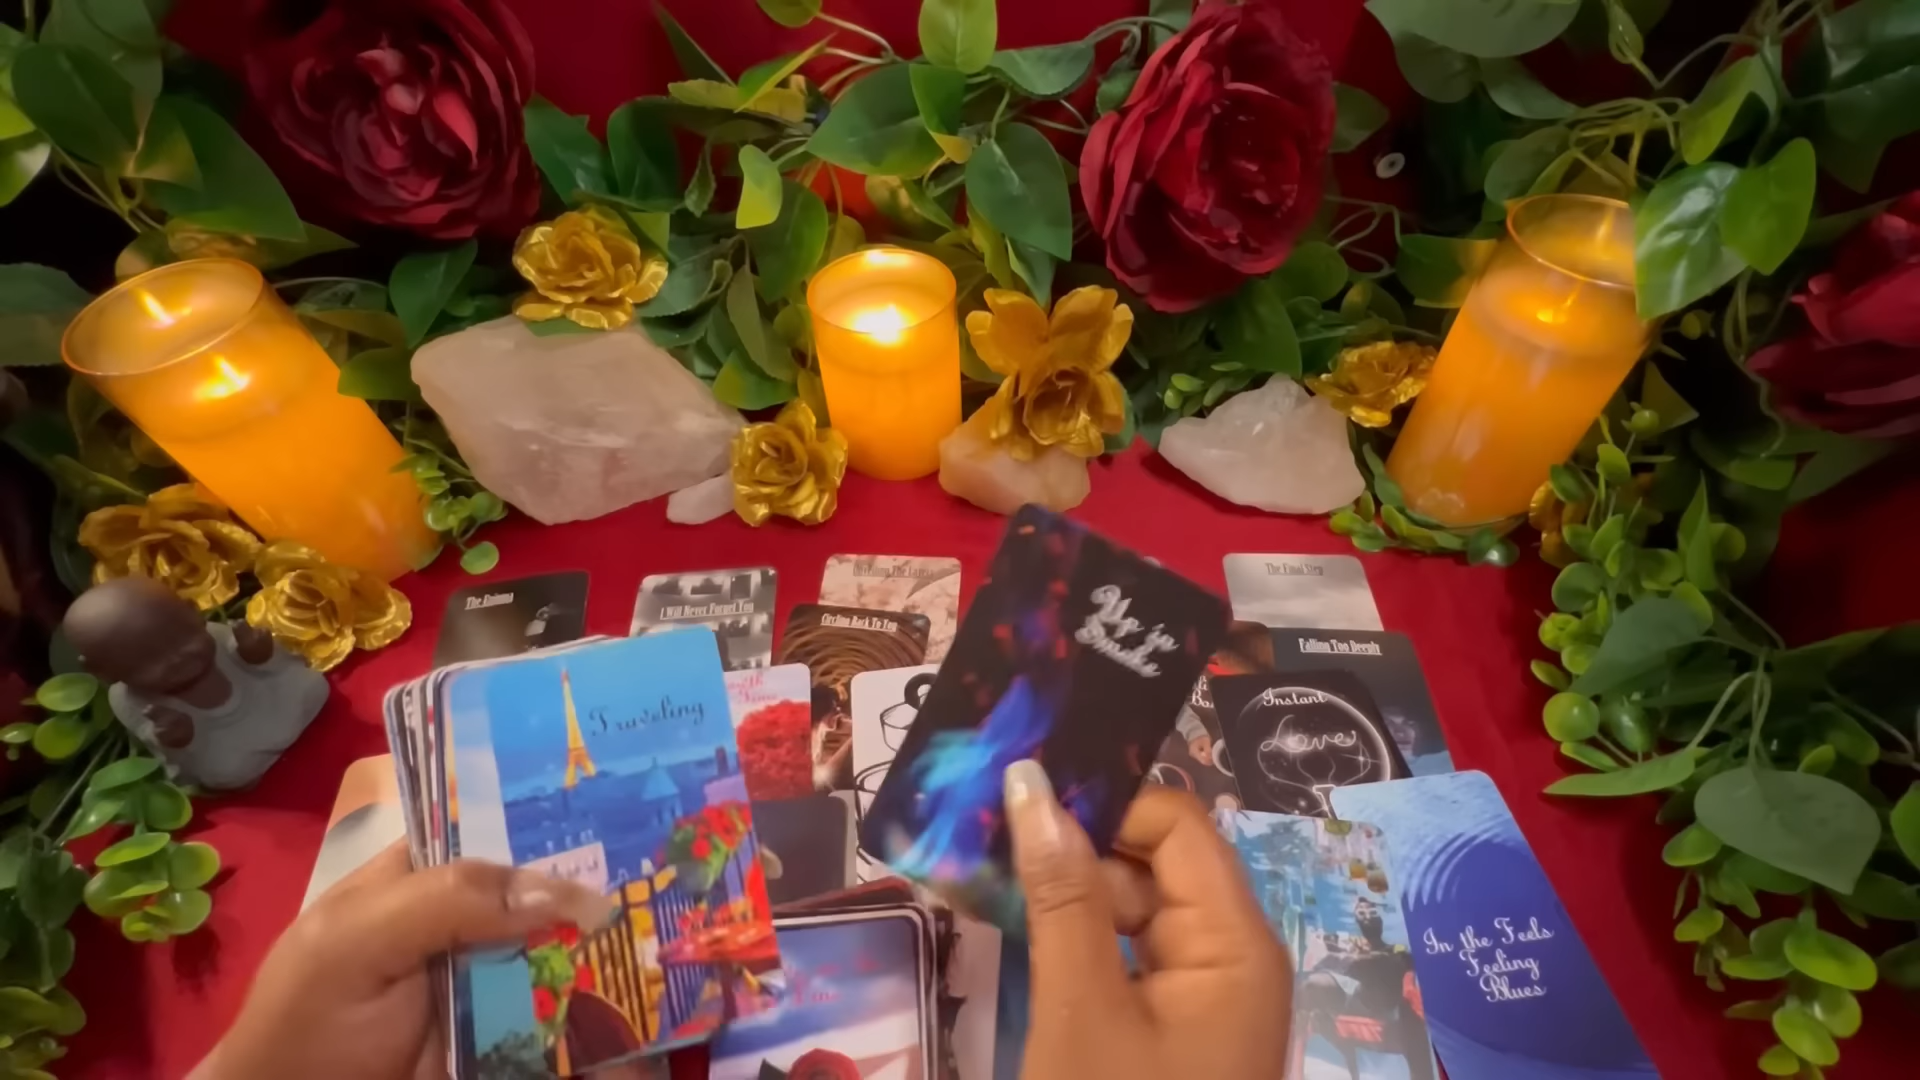 The Enigma
I Will Never Forget You
Circling Back To You
The Final Step
Falling Too Deeply
Up in
Smoke
Traveling
Instant
Love
In the Feels
Feeling
Blues